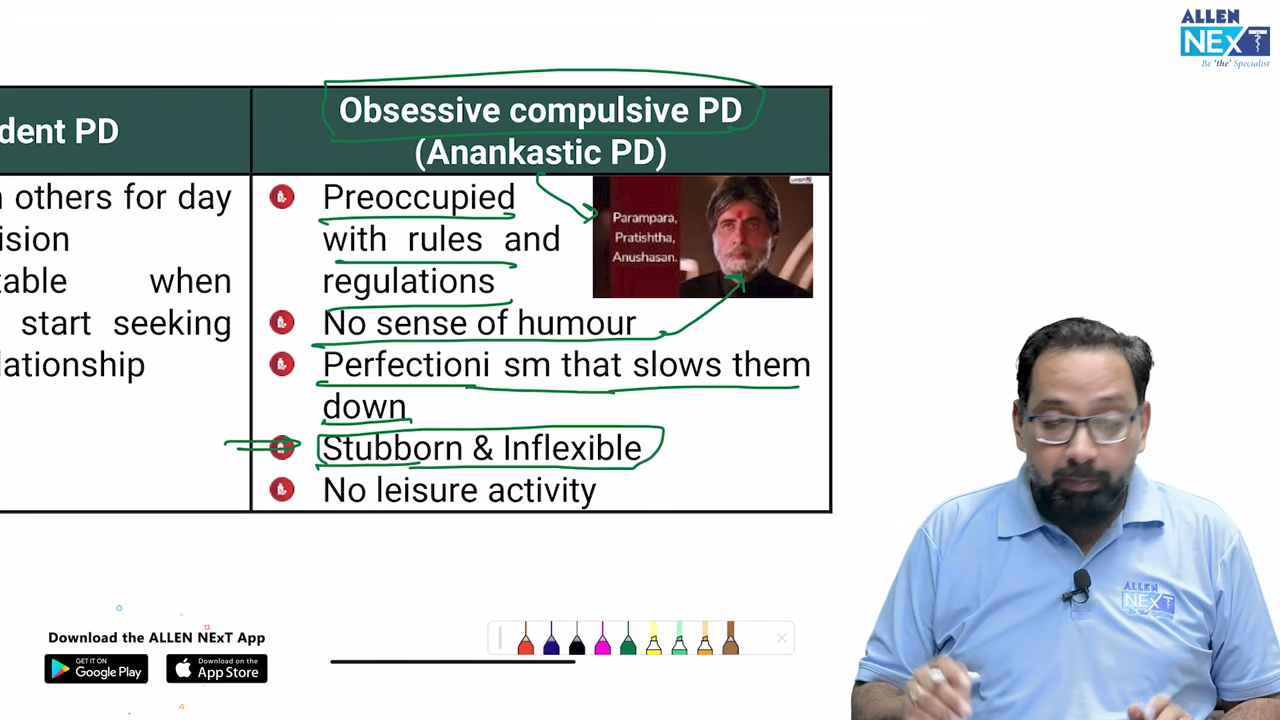 ALLEN
NEXT
Be 'the' Specialist
dent PD
Obsessive compulsive PD
(Anankastic PD)
others for day
ision
table when
start seeking
lationship
Preoccupied
with rules and
regulations
Parampara,
Pratishtha,
Anushasan.
No sense of humour
Perfectioni sm that slows them
down
Stubborn & Inflexible
No leisure activity
ALLEN
NEXT
Download the ALLEN NExT App
GET IT ON
Google Play
Download on the
App Store